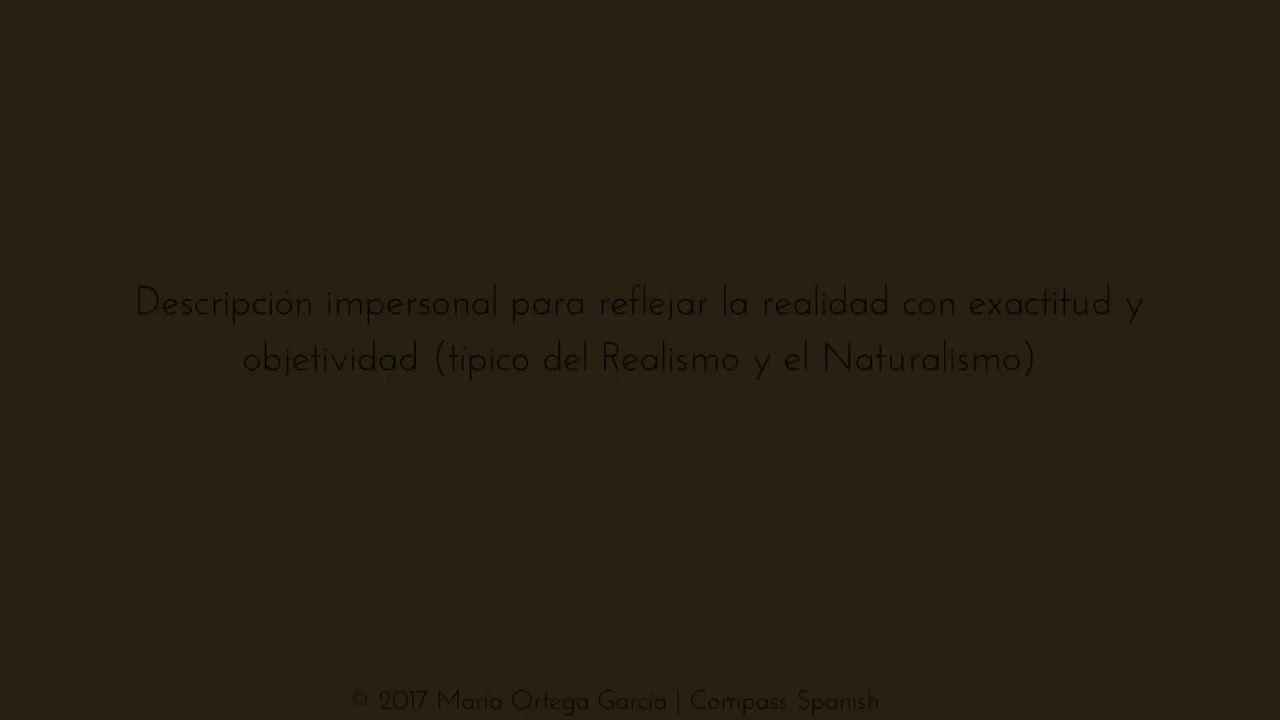 Descripción impersonal para reflejar la realidad con exactitud y
objetividad (típico del Realismo y el Naturalismo)
© 2017 María Ortega García | Compass Spanish